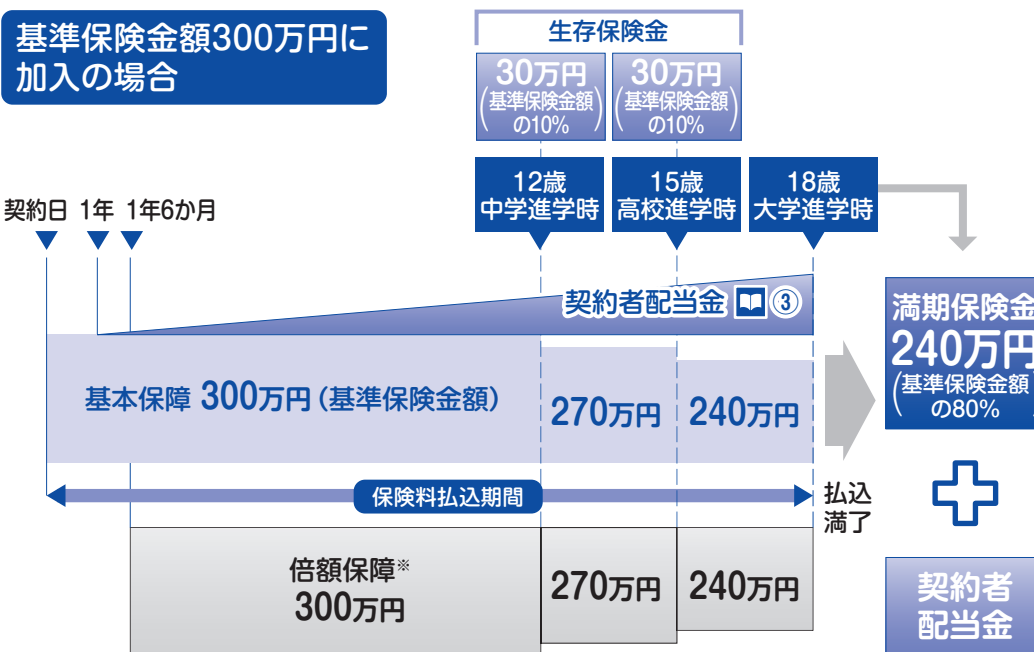 基準保険金額300万円に
加入の場合
生存保険金
30万円
(基準保険金額
の10%)
30万円
(基準保険金額
の10%)
12歳
中学進学時
15歳
高校進学時
18歳
大学進学時
契約日 1年 1年6か月
契約者配当金 ③
満期保険金
240万円
(基準保険金額
の80%)
基本保障 300万円(基準保険金額)
270万円
240万円
保険料払込期間
払込
満了
倍額保障※
300万円
270万円
240万円
契約者
配当金